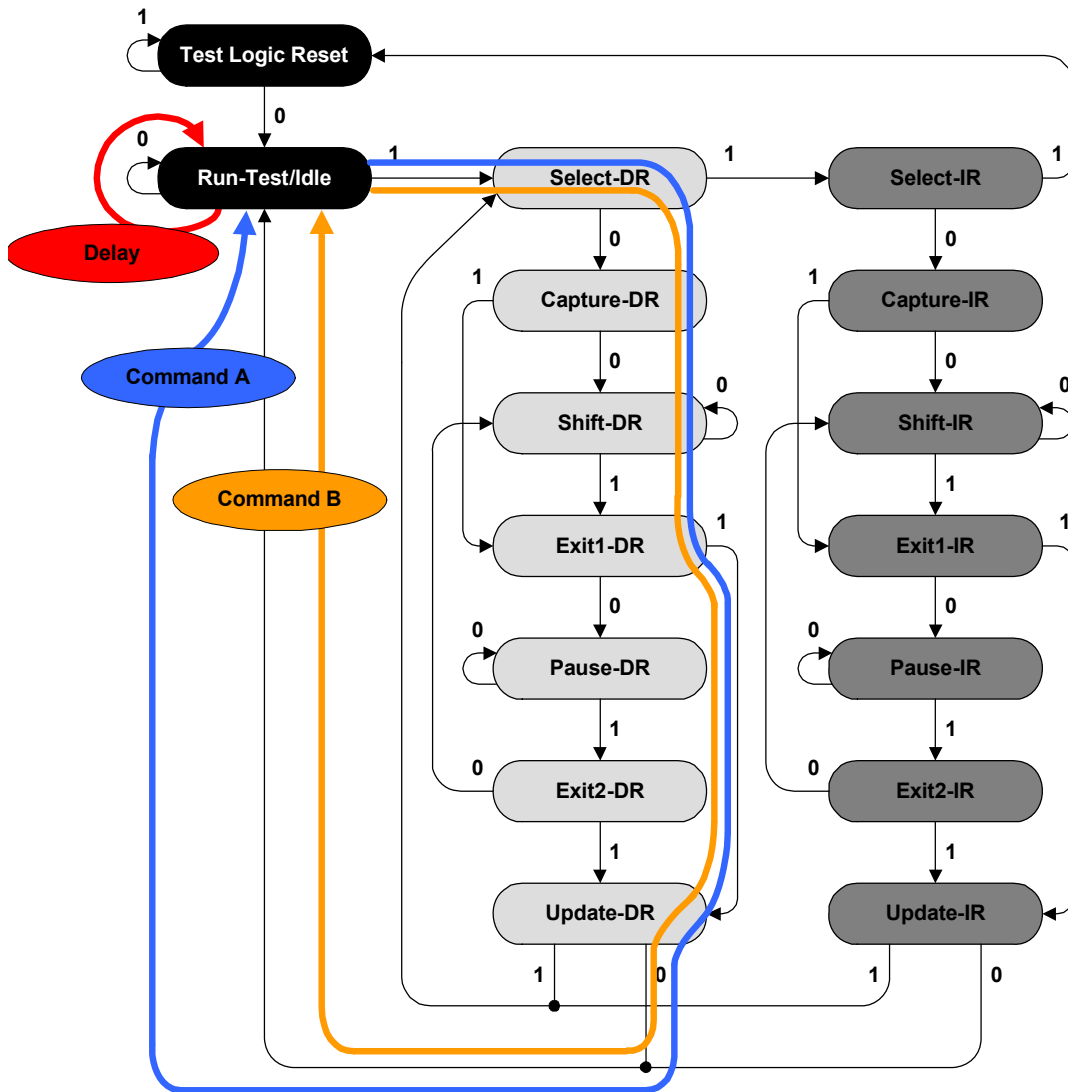 1
Test Logic Reset
0
0
Run-Test/Idle
1
Select-DR
1
Select-IR
1
Delay
0
0
1
Capture-DR
1
Capture-IR
0
0
Command A
0
0
Shift-DR
Shift-IR
1
1
Command B
Exit1-DR
1
Exit1-IR
1
0
0
0
Pause-DR
0
Pause-IR
1
1
0
Exit2-DR
0
Exit2-IR
1
1
Update-DR
Update-IR
1
0
1
0